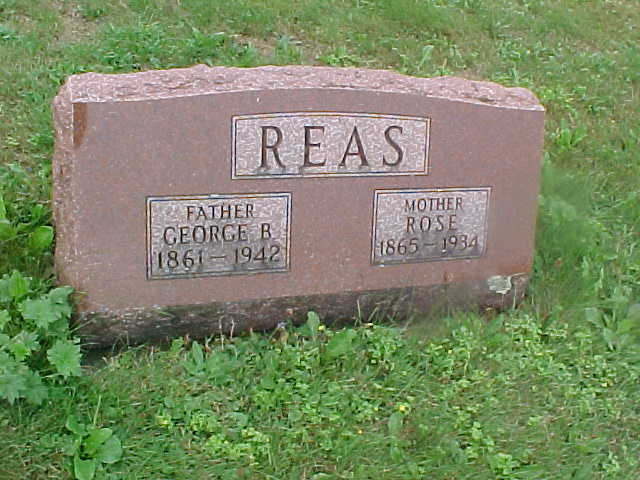 REAS
FATHER
GEORGE B
1861 — 1942
MOTHER
ROSE
1865 — 1934